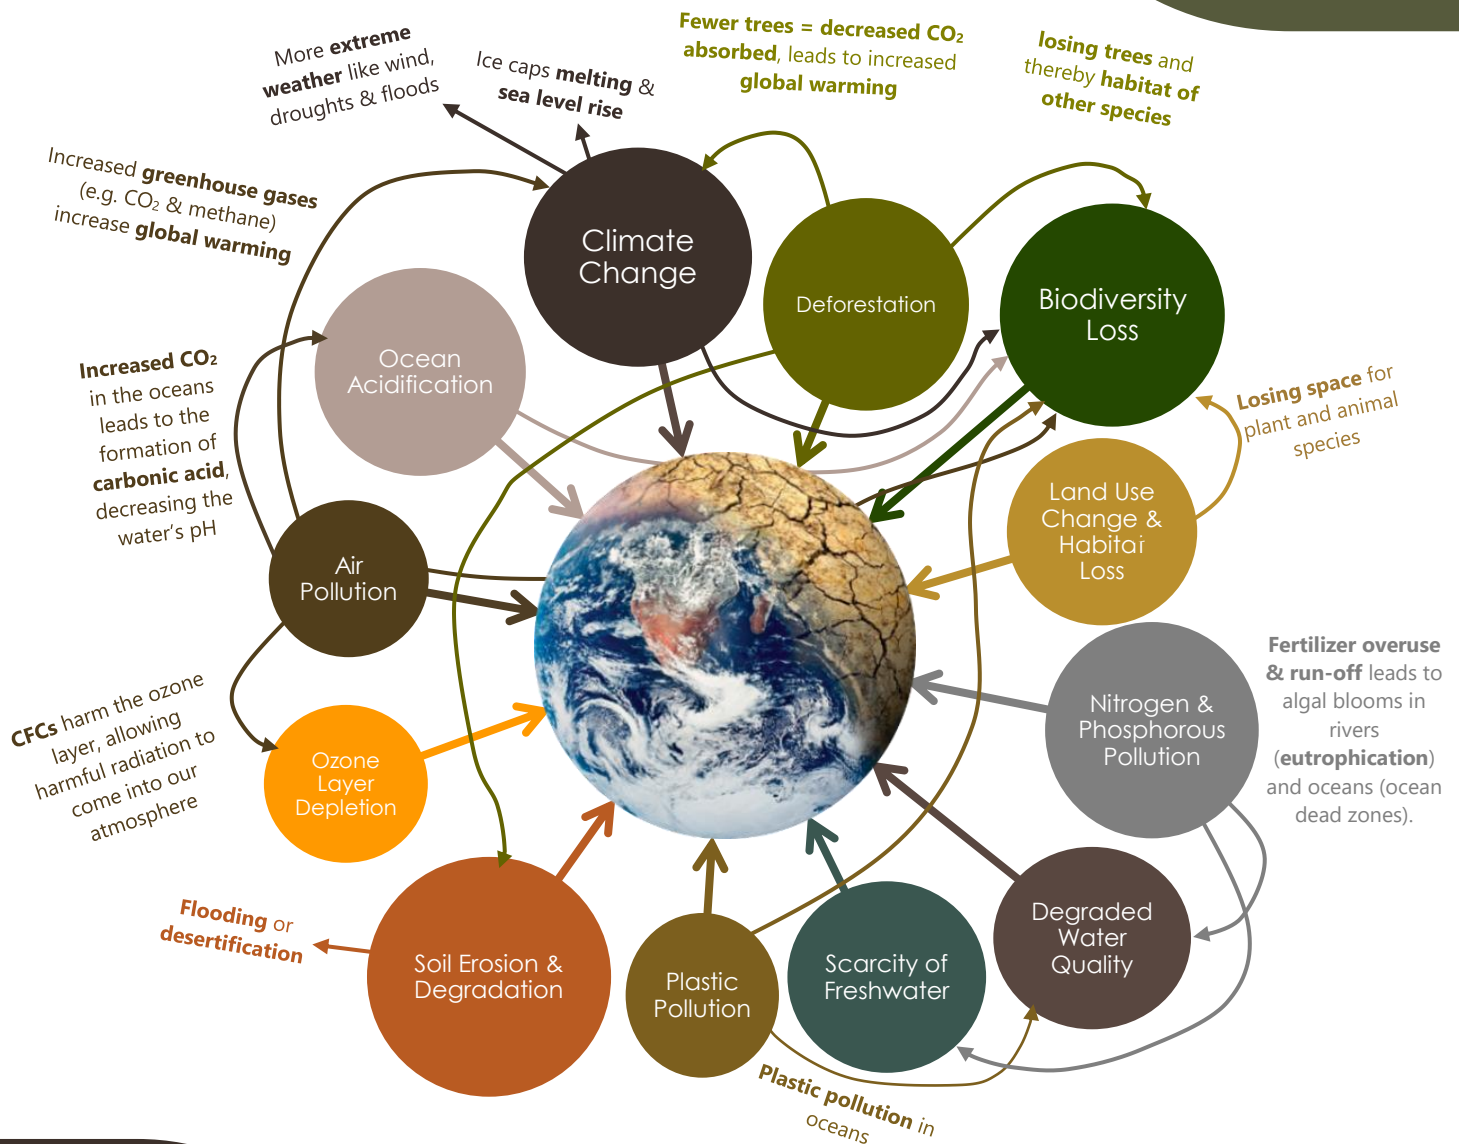 More extreme
weather like wind,
droughts & floods
Ice caps melting &
sea level rise
Fewer trees = decreased CO₂
absorbed, leads to increased
global warming
losing trees and
thereby habitat of
other species
Increased greenhouse gases
(e.g. CO₂ & methane)
increase global warming
Climate
Change
Deforestation
Biodiversity
Loss
Ocean
Acidification
Increased CO₂
in the oceans
leads to the
formation of
carbonic acid,
decreasing the
water's pH
Losing space for
plant and animal
species
Land Use
Change &
Habitat
Loss
Air
Pollution
Fertilizer overuse
& run-off leads to
algal blooms in
rivers
(eutrophication)
and oceans (ocean
dead zones).
Nitrogen &
Phosphorous
Pollution
CFCs harm the ozone
layer, allowing
harmful radiation to
come into our
atmosphere
Ozone
Layer
Depletion
Degraded
Water
Quality
Flooding or
desertification
Soil Erosion &
Degradation
Plastic
Pollution
Scarcity of
Freshwater
Plastic pollution in
oceans